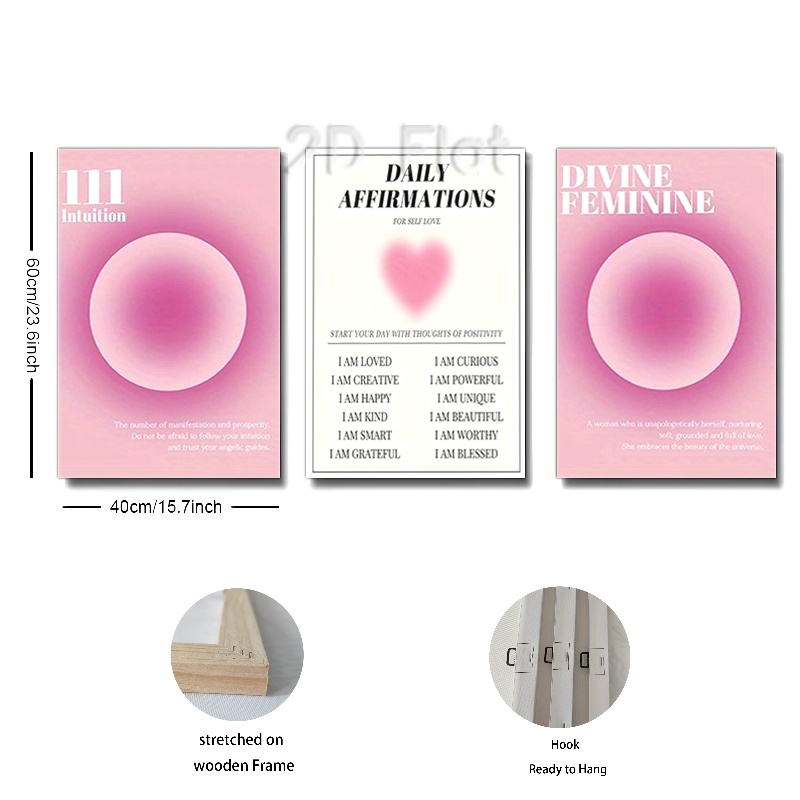 2D Flat
111
Intuition
The number of manifestation and prosperity.
Do not be afraid to follow your intuition
and trust your angelic guides.
DAILY
AFFIRMATIONS
FOR SELF LOVE
START YOUR DAY WITH THOUGHTS OF POSITIVITY
I AM LOVED
I AM CREATIVE
I AM HAPPY
I AM KIND
I AM SMART
I AM GRATEFUL
I AM CURIOUS
I AM POWERFUL
I AM UNIQUE
I AM BEAUTIFUL
I AM WORTHY
I AM BLESSED
DIVINE
FEMININE
A woman who is unapologetically herself, nurturing,
soft, grounded and full of love.
She embraces the beauty of the universe.
60cm/23.6inch
40cm/15.7inch
stretched on
wooden Frame
Hook
Ready to Hang